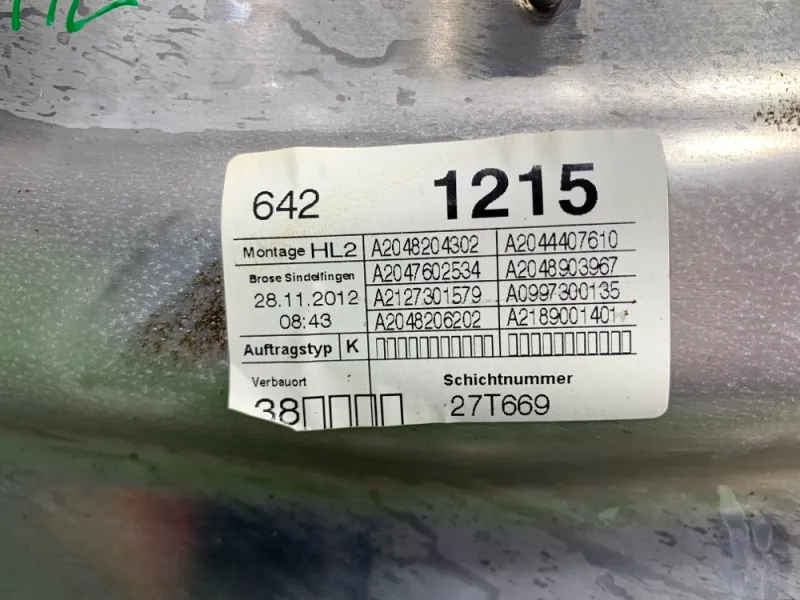 HL
642 1215
Montage HL2 A2048204302 A2044407610
Brose Sindelfingen A2047602534 A2048903967
28.11.2012 A2127301579 A0997300135
08:43 A2048206202 A2189001401
Auftragstyp K
Verbauort Schichtnummer
38 27T669